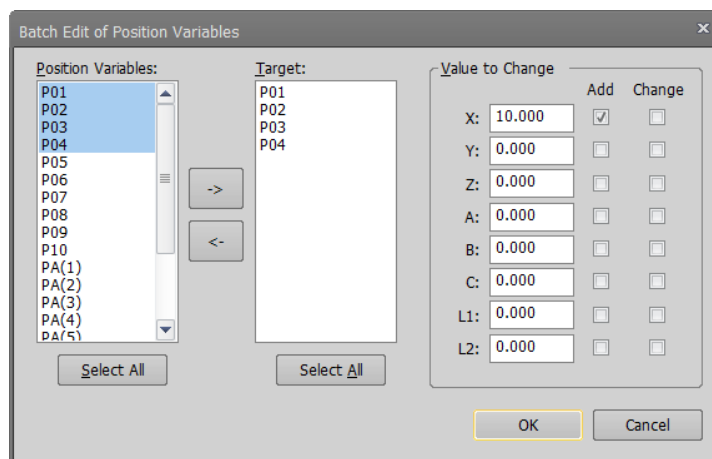 Batch Edit of Position Variables
x
Position Variables:
P01
P02
P03
P04
P05
P06
P07
P08
P09
P10
PA(1)
PA(2)
PA(3)
PA(4)
PA(5)
Select All
->
<-
Target:
P01
P02
P03
P04
Select All
Value to Change
Add Change
X: 10.000
Y: 0.000
Z: 0.000
A: 0.000
B: 0.000
C: 0.000
L1: 0.000
L2: 0.000
OK
Cancel